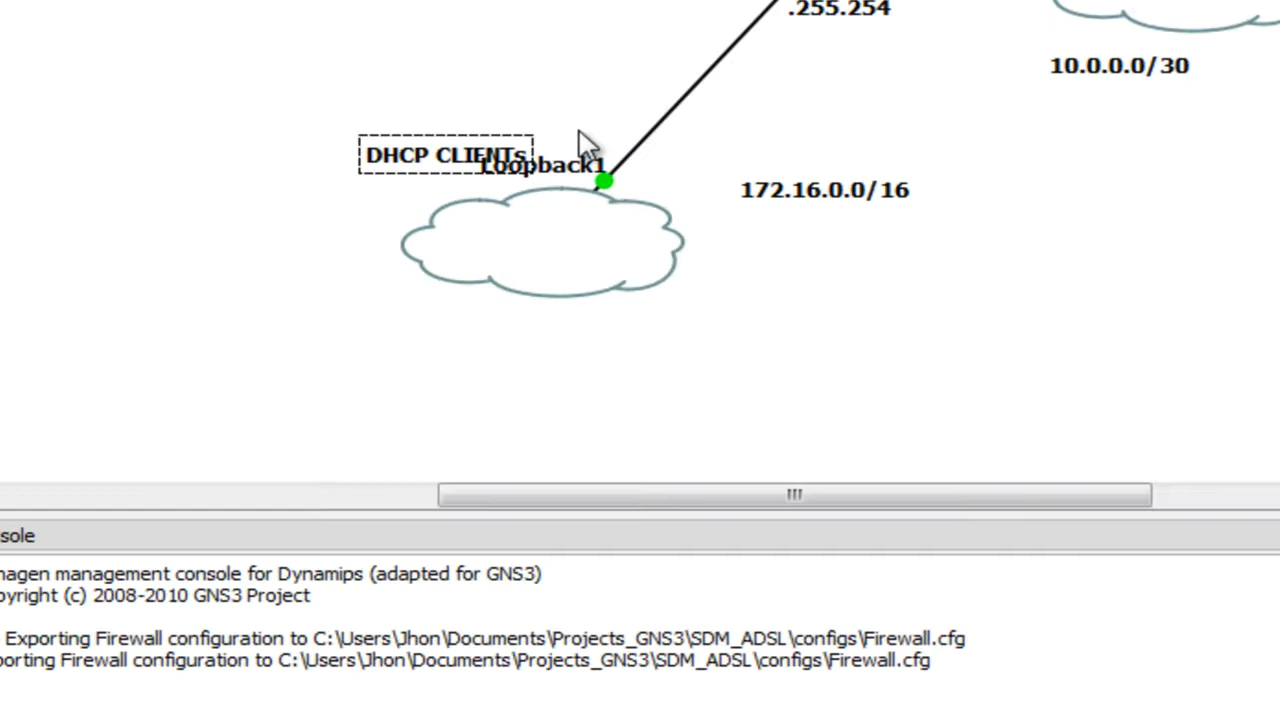 .255.254
10.0.0.0/30
DHCP CLIENTs
Loopback1
172.16.0.0/16
sole
nagen management console for Dynamips (adapted for GNS3)
pyright (c) 2008-2010 GNS3 Project
Exporting Firewall configuration to C:\Users\Jhon\Documents\Projects_GNS3\SDM_ADSL\configs\Firewall.cfg
porting Firewall configuration to C:\Users\Jhon\Documents\Projects_GNS3\SDM_ADSL\configs\Firewall.cfg